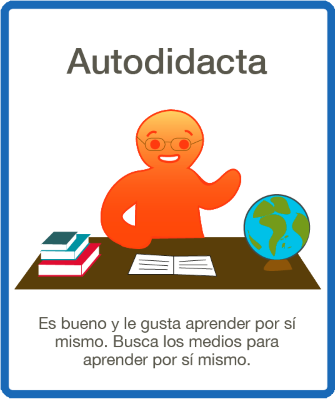 Autodidacta
Es bueno y le gusta aprender por sí
mismo. Busca los medios para
aprender por sí mismo.